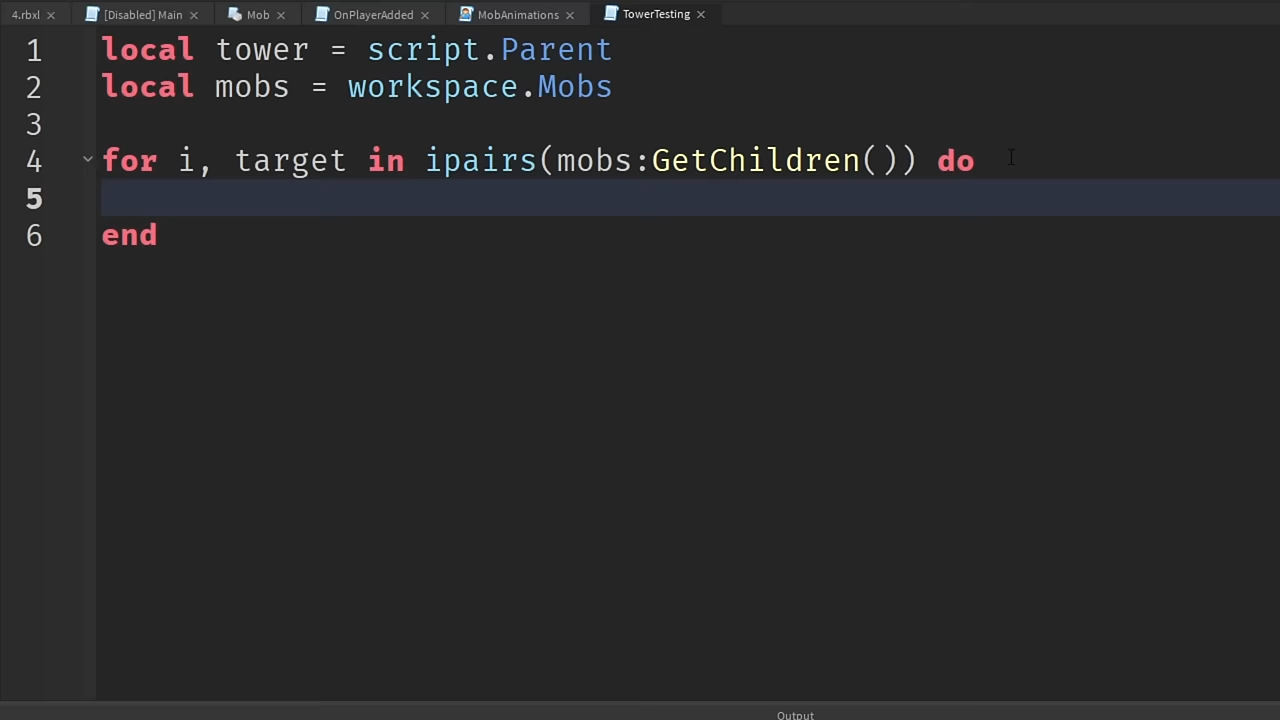 4.rbxl
[Disabled] Main
Mob
OnPlayerAdded
MobAnimations
TowerTesting
1 local tower = script.Parent
2 local mobs = workspace.Mobs
3
4 for i, target in ipairs(mobs:GetChildren()) do
5
6 end
Output